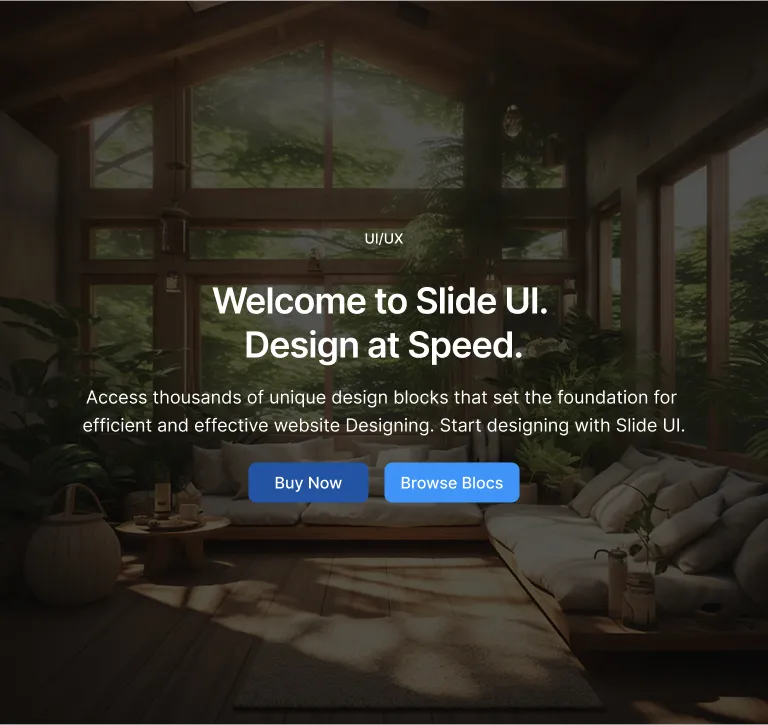 UI/UX
Welcome to Slide UI.
Design at Speed.
Access thousands of unique design blocks that set the foundation for
efficient and effective website Designing. Start designing with Slide UI.
Buy Now
Browse Blocs